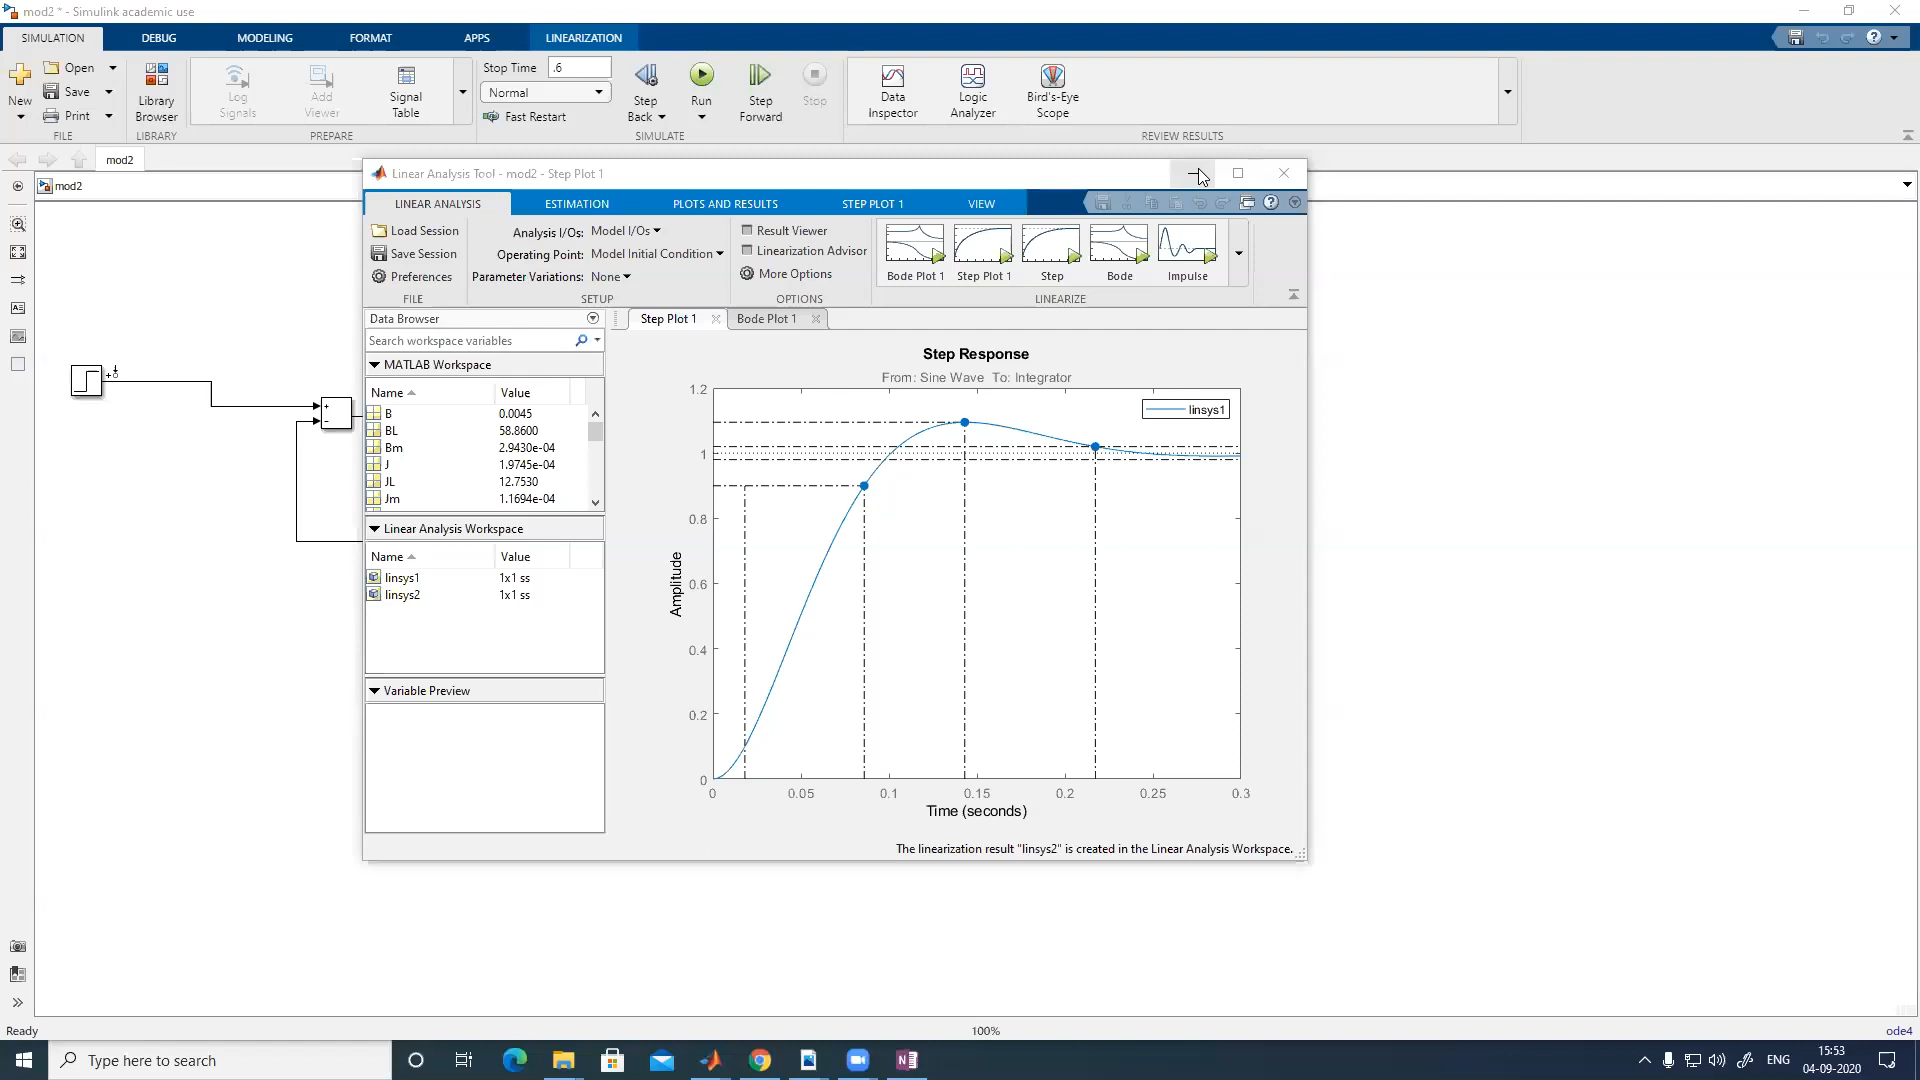 mod2 * - Simulink academic use
SIMULATION DEBUG MODELING FORMAT APPS LINEARIZATION
New
Open
Save
Print
FILE
Library Browser
LIBRARY
Log Signals
Add Viewer
Signal Table
PREPARE
Stop Time .6
Normal
Fast Restart
Step Back
Run
Step Forward
Stop
SIMULATE
Data Inspector
Logic Analyzer
Bird's-Eye Scope
REVIEW RESULTS
mod2
mod2
Linear Analysis Tool - mod2 - Step Plot 1
LINEAR ANALYSIS ESTIMATION PLOTS AND RESULTS STEP PLOT 1 VIEW
Load Session
Save Session
Preferences
FILE
Analysis I/Os: Model I/Os
Operating Point: Model Initial Condition
Parameter Variations: None
SETUP
Result Viewer
Linearization Advisor
More Options
OPTIONS
Bode Plot 1 Step Plot 1 Step Bode Impulse
LINEARIZE
Data Browser
Search workspace variables
MATLAB Workspace
Name Value
B 0.0045
BL 58.8600
Bm 2.9430e-04
J 1.9745e-04
JL 12.7530
Jm 1.1694e-04
Linear Analysis Workspace
Name Value
linsys1 1x1 ss
linsys2 1x1 ss
Variable Preview
Step Plot 1 Bode Plot 1
Step Response
From: Sine Wave To: Integrator
linsys1
1.2
1
0.8
0.6
0.4
0.2
0
Amplitude
0 0.05 0.1 0.15 0.2 0.25 0.3
Time (seconds)
The linearization result "linsys2" is created in the Linear Analysis Workspace.
Ready 100% ode4
Type here to search
ENG
15:53
04-09-2020